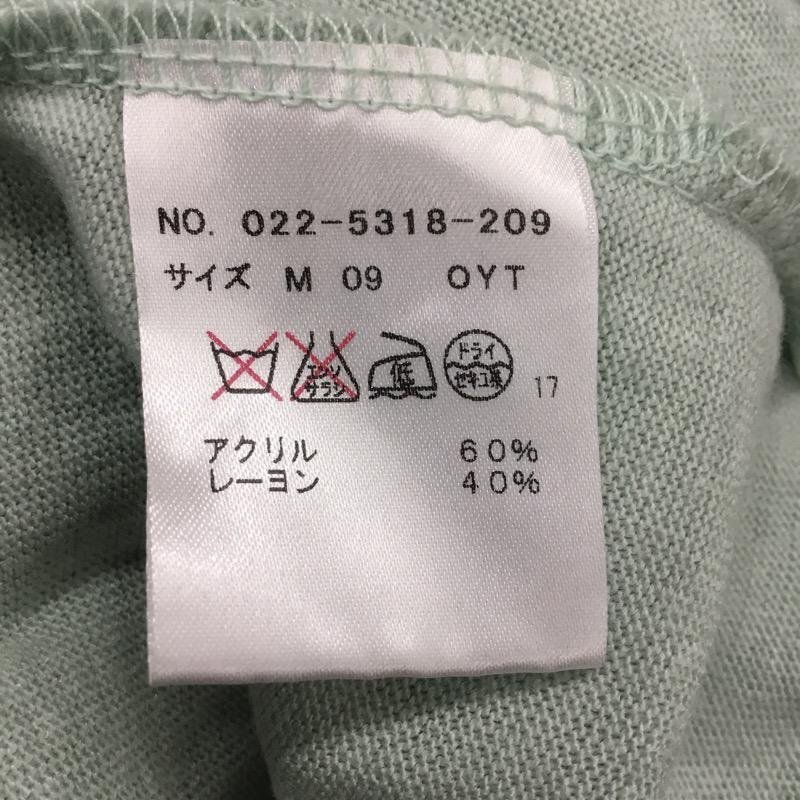 NO. 022-5318-209
サイズ M 09 OYT
エンソ サラシ 低 ドライ セキユ系 17
アクリル 60%
レーヨン 40%